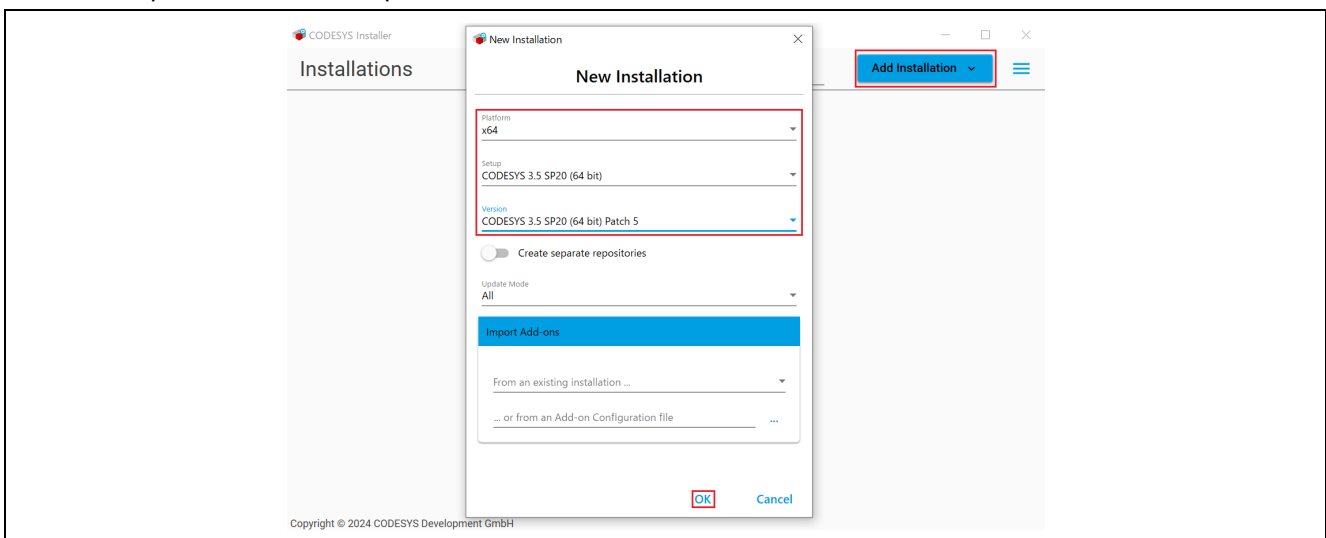 CODESYS Installer
New Installation
Installations
Add Installation
New Installation
Platform
x64
Setup
CODESYS 3.5 SP20 (64 bit)
Version
CODESYS 3.5 SP20 (64 bit) Patch 5
Create separate repositories
Update Mode
All
Import Add-ons
From an existing installation ...
... or from an Add-on Configuration file
...
OK Cancel
Copyright © 2024 CODESYS Development GmbH